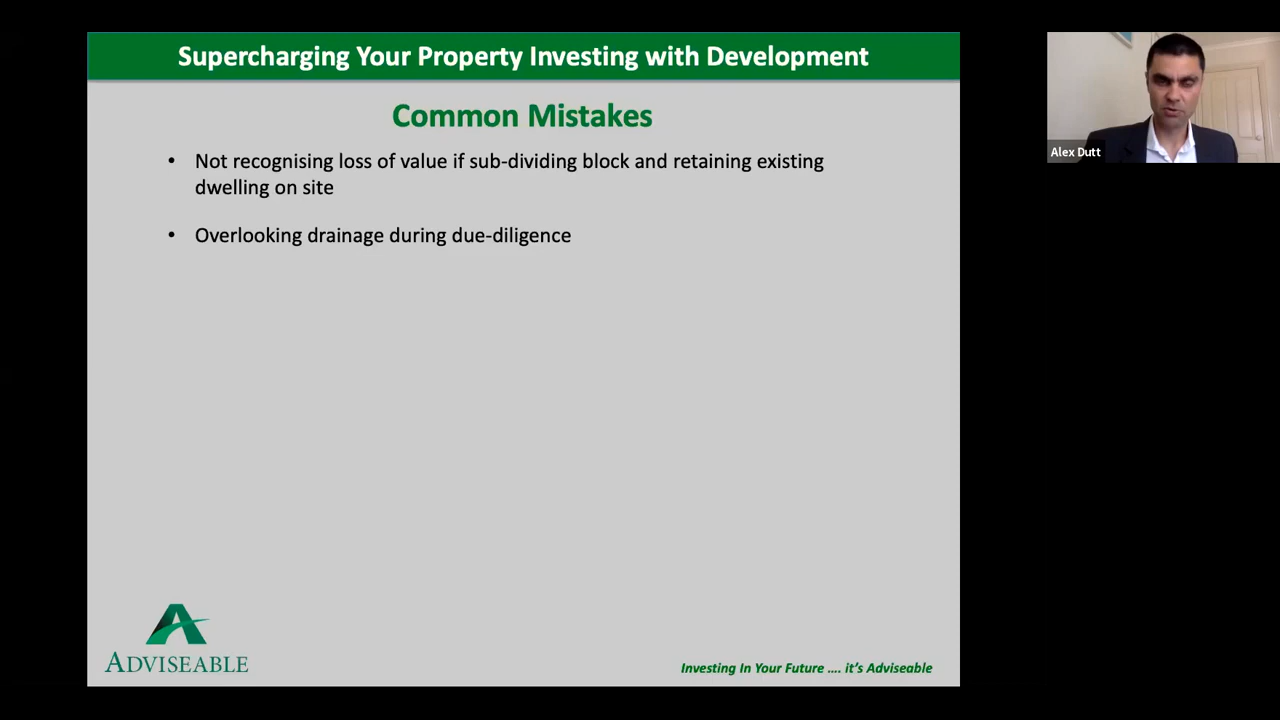 Supercharging Your Property Investing with Development
Common Mistakes
• Not recognising loss of value if sub-dividing block and retaining existing
dwelling on site
• Overlooking drainage during due-diligence
Alex Dutt
ADVISEABLE
Investing In Your Future .... it's Adviseable